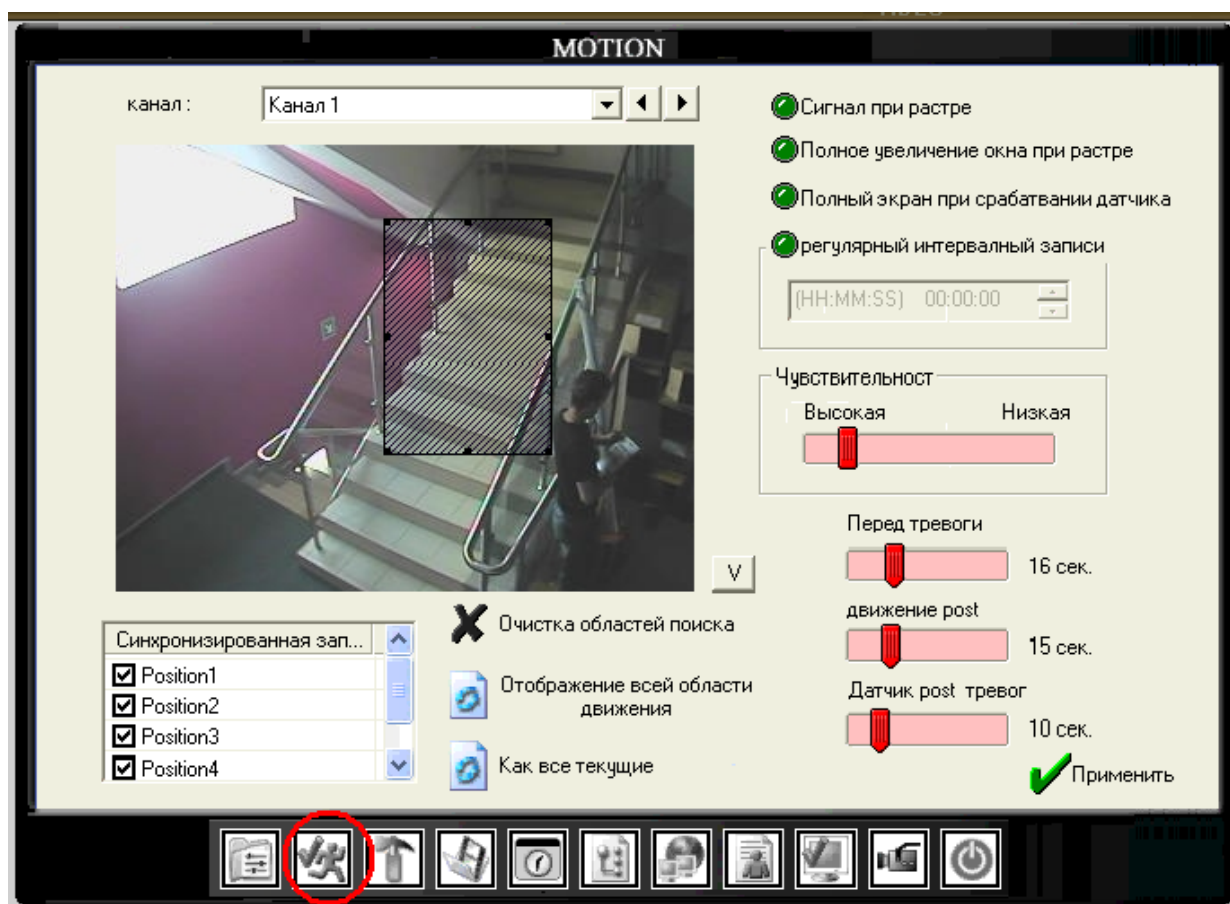 MOTION
канал :
Канал 1
Сигнал при растре
Полное увеличение окна при растре
Полный экран при срабатвании датчика
регулярный интервалный записи
(HH:MM:SS) 00:00:00
Чувствительност
Высокая Низкая
Перед тревоги
16 сек.
V
движение post
15 сек.
Датчик post тревог
10 сек.
Применить
Синхронизированная зап...
Position1
Position2
Position3
Position4
Очистка областей поиска
Отображение всей области
движения
Как все текущие